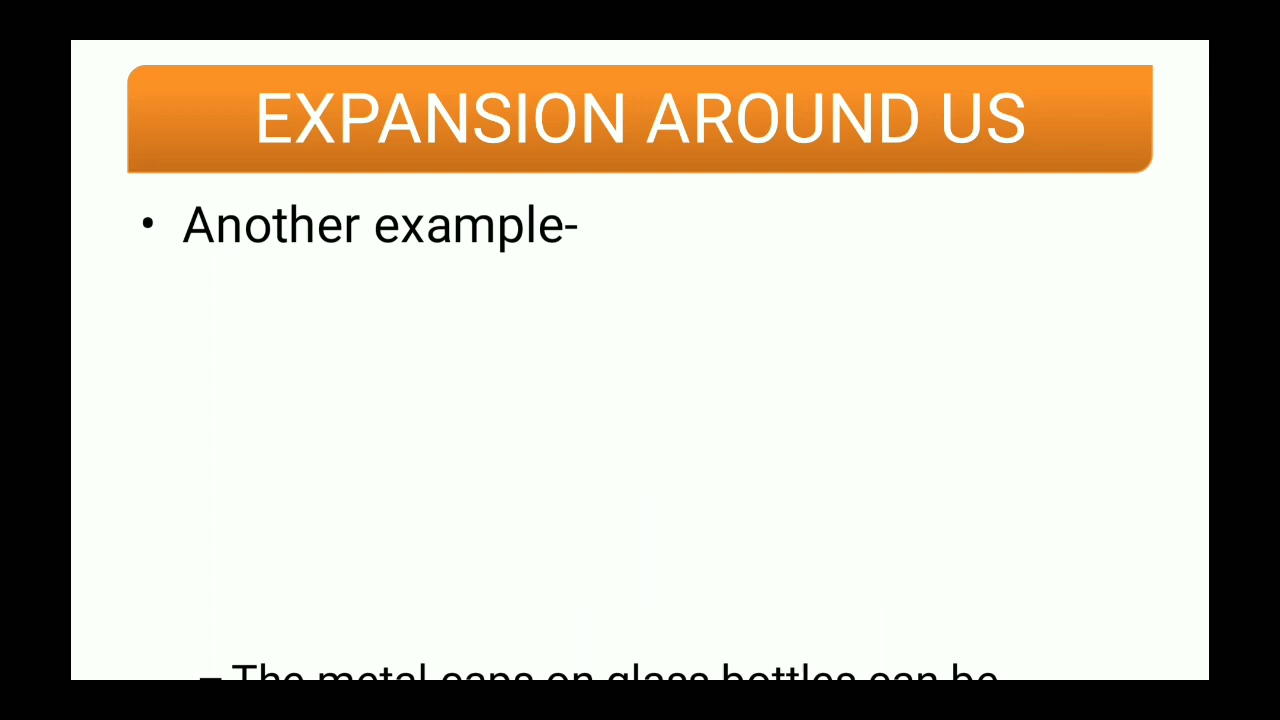 EXPANSION AROUND US
• Another example-
– The metal caps on glass bottles can be